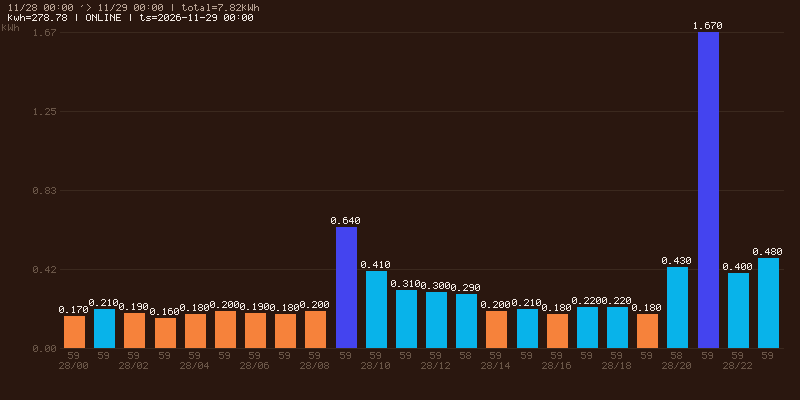 11/28 00:00 -> 11/29 00:00 | total=7.82kWh
Kwh=278.78 | ONLINE | ts=2026-11-29 00:00
kWh
1.67
1.25
0.83
0.42
0.00
0.170 0.210 0.190 0.160 0.180 0.200 0.190 0.180 0.200 0.640 0.410 0.310 0.300 0.290 0.200 0.210 0.180 0.220 0.220 0.180 0.430 1.670 0.400 0.480
59 59 59 59 59 59 59 59 59 59 59 59 59 58 59 59 59 59 59 59 58 59 59 59
28/00 28/02 28/04 28/06 28/08 28/10 28/12 28/14 28/16 28/18 28/20 28/22